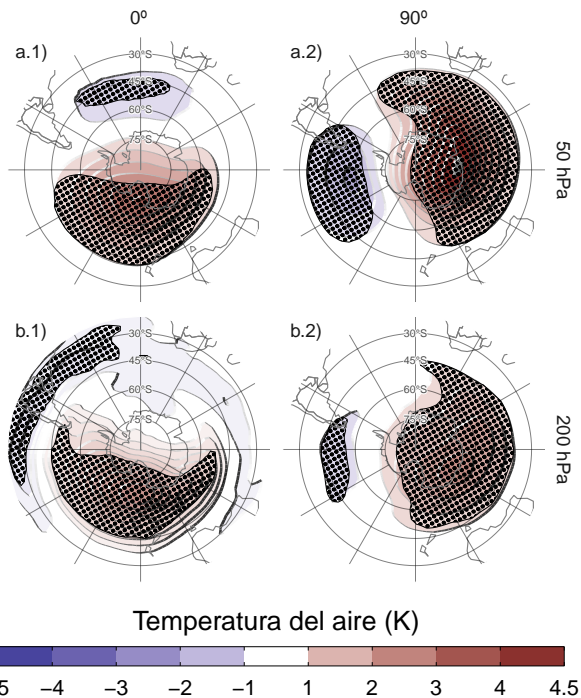 0º 90º
a.1) a.2)
30°S 30°S
45°S 45°S
60°S 60°S
75°S 75°S
50 hPa
b.1) b.2)
30°S 30°S
45°S 45°S
60°S 60°S
75°S 75°S
200 hPa
Temperatura del aire (K)
5 −4 −3 −2 −1 1 2 3 4 4.5